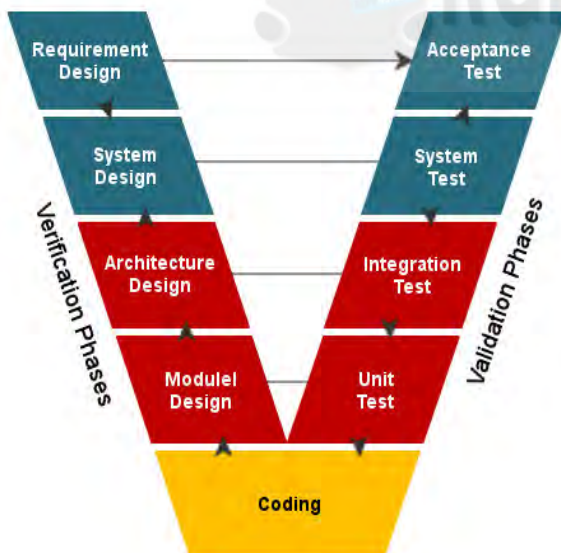 Requirement
Design
Acceptance
Test
System
Design
System
Test
Architecture
Design
Integration
Test
Modulel
Design
Unit
Test
Coding
Verification Phases
Validation Phases